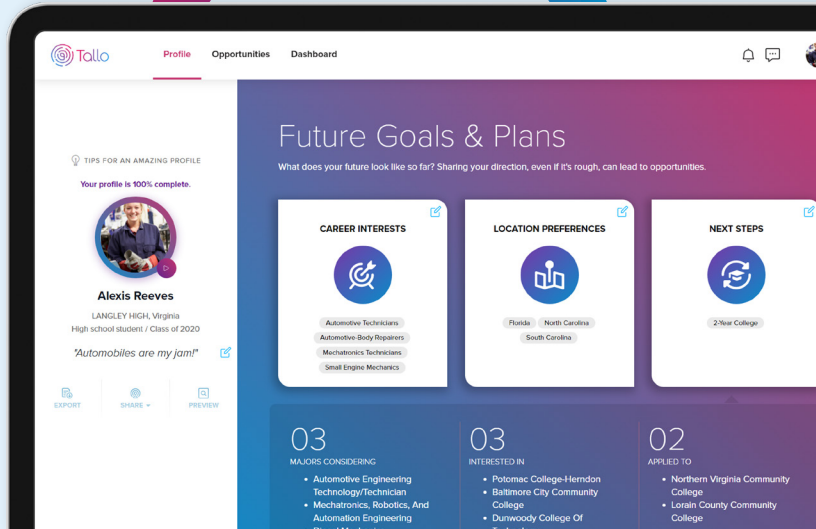 Tallo
Profile
Opportunities
Dashboard
TIPS FOR AN AMAZING PROFILE
Your profile is 100% complete.
D
Alexis Reeves
LANGLEY HIGH, Virginia
High school student / Class of 2020
"Automobiles are my jam!"
EXPORT
SHARE
PREVIEW
Future Goals & Plans
What does your future look like so far? Sharing your direction, even if it's rough, can lead to opportunities.
CAREER INTERESTS
Automotive Technicians
Automotive-Body Repairers
Mechatronics Technicians
Small Engine Mechanics
LOCATION PREFERENCES
Florida
North Carolina
South Carolina
NEXT STEPS
2-Year College
03
MAJORS CONSIDERING
• Automotive Engineering
Technology/Technician
• Mechatronics, Robotics, And
Automation Engineering
03
INTERESTED IN
• Potomac College-Herndon
• Baltimore City Community
College
• Dunwoody College Of
02
APPLIED TO
• Northern Virginia Community
College
• Lorain County Community
College